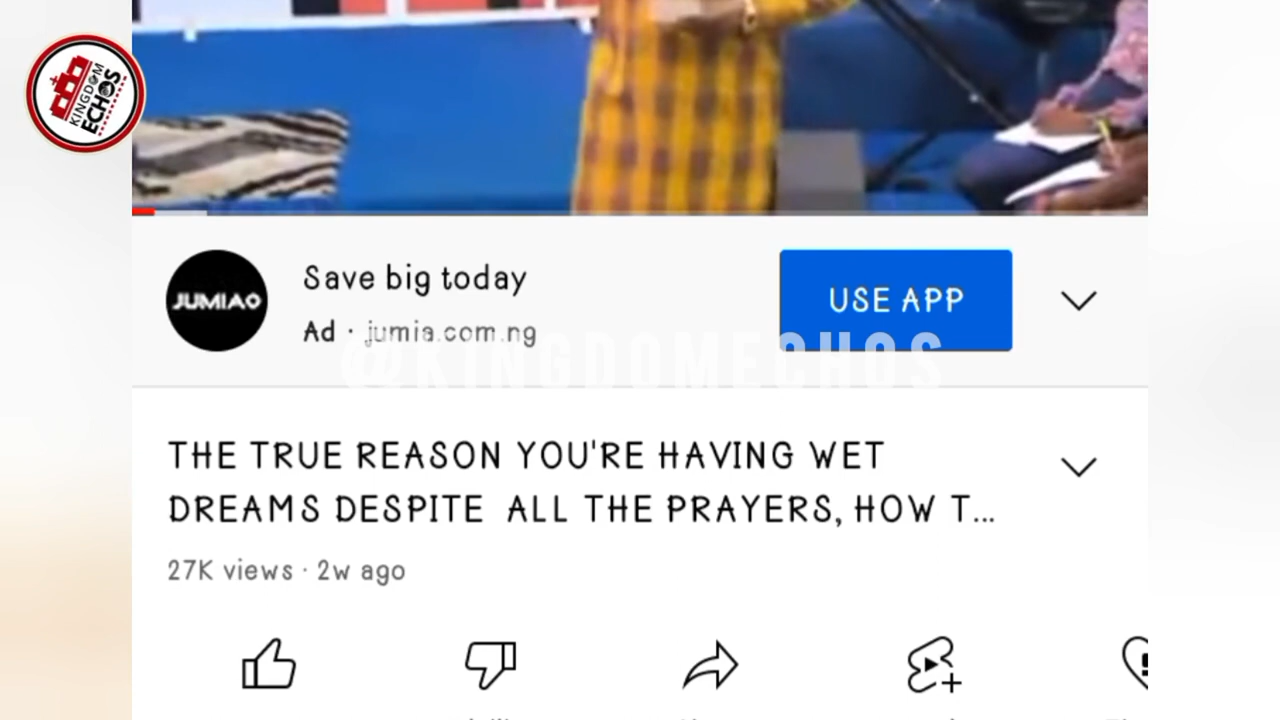 KINGDOM
ECHOS
JUMIA
Save big today
Ad · jumia.com.ng
USE APP
@KINGDOMECHOS
THE TRUE REASON YOU'RE HAVING WET
DREAMS DESPITE ALL THE PRAYERS, HOW T...
27K views · 2w ago